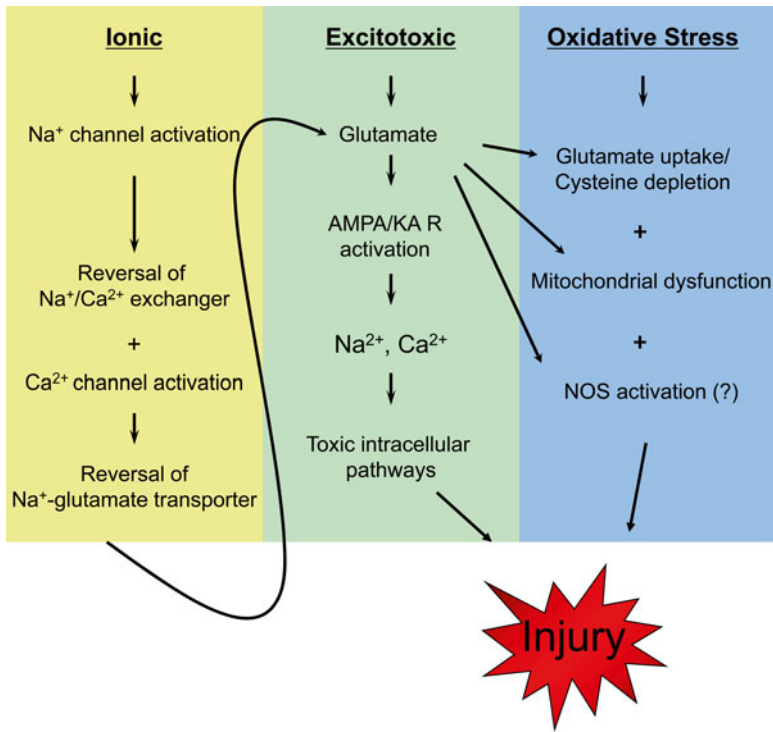 Ionic
Na⁺ channel activation
Reversal of
Na⁺/Ca²⁺ exchanger
+
Ca²⁺ channel activation
Reversal of
Na⁺-glutamate transporter
Excitotoxic
Glutamate
AMPA/KA R
activation
Na²⁺, Ca²⁺
Toxic intracellular
pathways
Oxidative Stress
Glutamate uptake/
Cysteine depletion
+
Mitochondrial dysfunction
+
NOS activation (?)
Injury